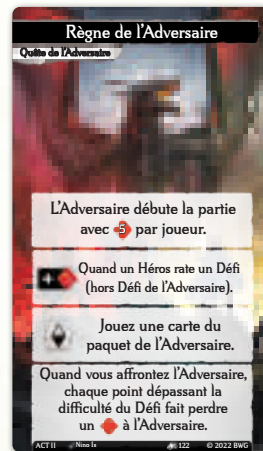 Règne de l'Adversaire
Quête de l'Adversaire
L'Adversaire débute la partie
avec 5 par joueur.
+ Quand un Héros rate un Défi
(hors Défi de l'Adversaire).
Jouez une carte du
paquet de l'Adversaire.
Quand vous affrontez l'Adversaire,
chaque point dépassant la
difficulté du Défi fait perdre
un à l'Adversaire.
ACT II Nino Is 122 © 2022 BWG